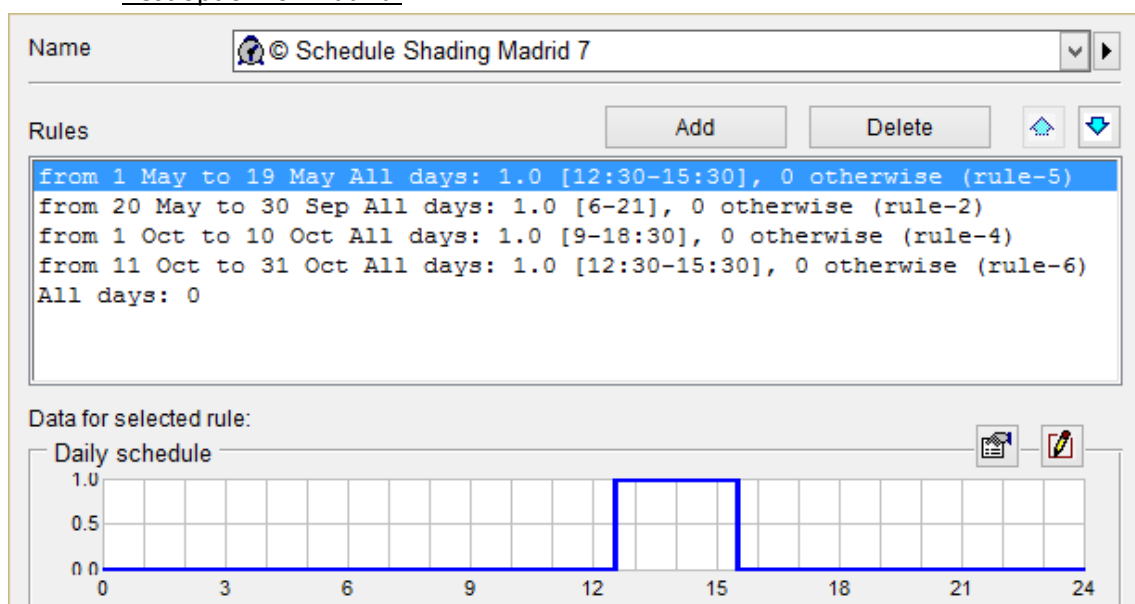 Name © Schedule Shading Madrid 7
Rules Add Delete
from 1 May to 19 May All days: 1.0 [12:30-15:30], 0 otherwise (rule-5)
from 20 May to 30 Sep All days: 1.0 [6-21], 0 otherwise (rule-2)
from 1 Oct to 10 Oct All days: 1.0 [9-18:30], 0 otherwise (rule-4)
from 11 Oct to 31 Oct All days: 1.0 [12:30-15:30], 0 otherwise (rule-6)
All days: 0
Data for selected rule:
Daily schedule
1.0
0.5
0.0
0 3 6 9 12 15 18 21 24